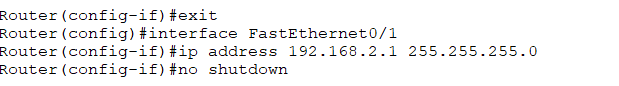 Router(config-if)#exit
Router(config)#interface FastEthernet0/1
Router(config-if)#ip address 192.168.2.1 255.255.255.0
Router(config-if)#no shutdown